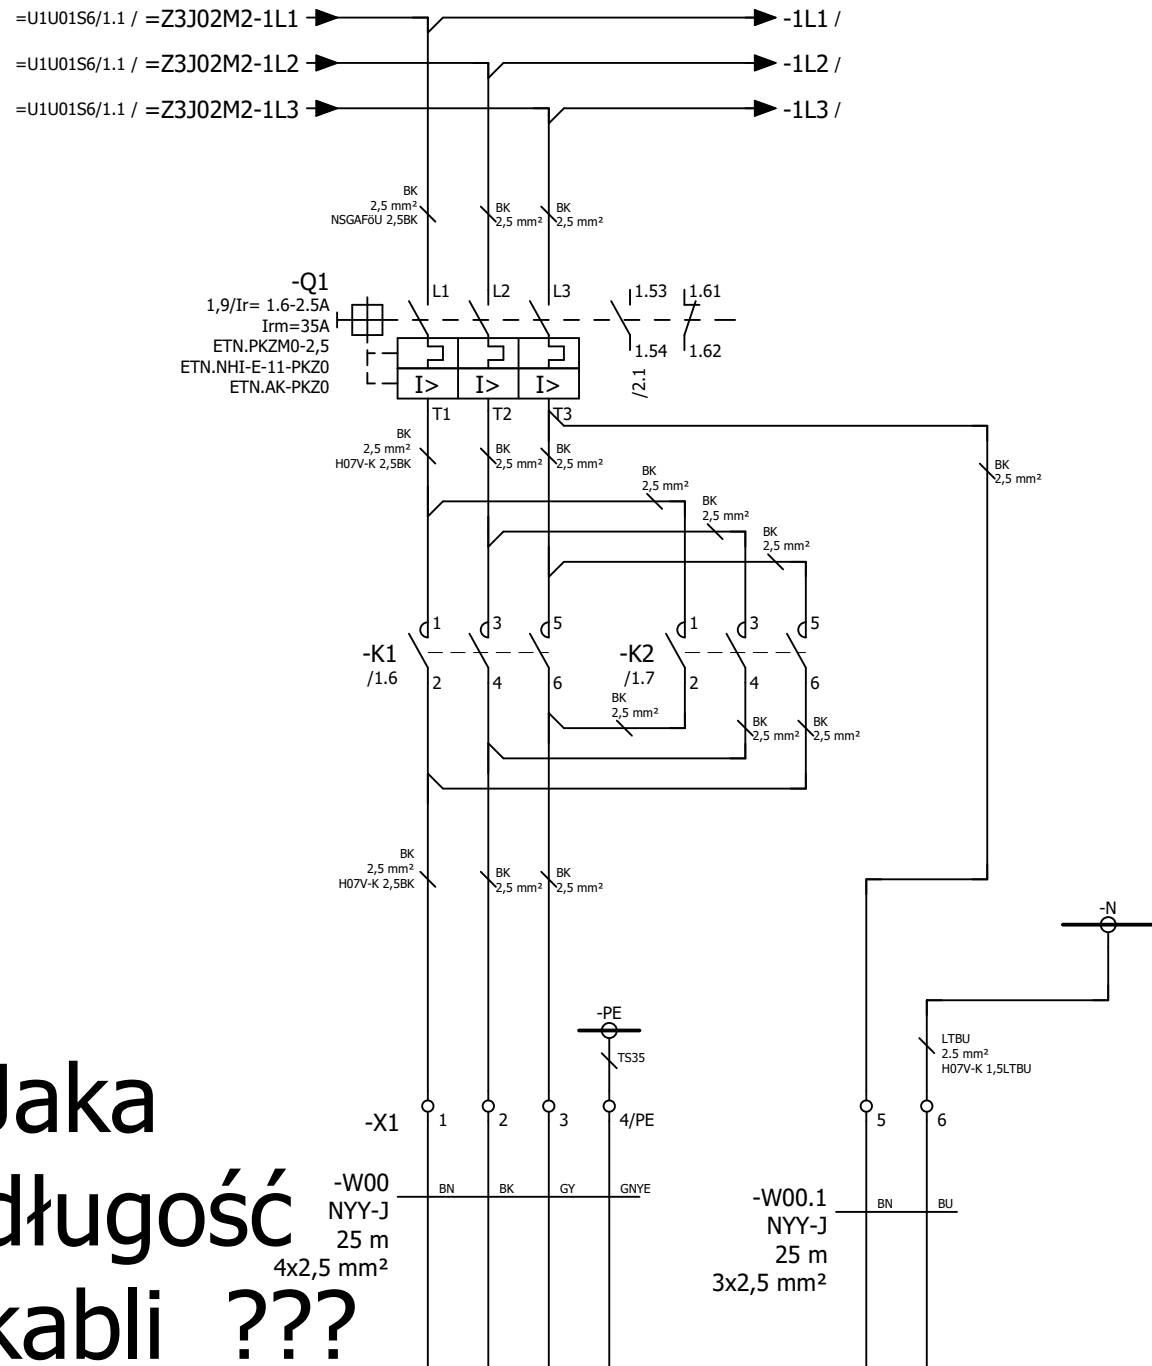 =U1U01S6/1.1 / =Z3J02M2-1L1 -1L1 /
=U1U01S6/1.1 / =Z3J02M2-1L2 -1L2 /
=U1U01S6/1.1 / =Z3J02M2-1L3 -1L3 /
BK
2,5 mm²
NSGAFöU 2,5BK
BK
2,5 mm²
BK
2,5 mm²
-Q1
1,9/Ir= 1.6-2.5A
Irm=35A
ETN.PKZM0-2,5
ETN.NHI-E-11-PKZ0
ETN.AK-PKZ0
L1 L2 L3 1.53 1.61
1.54 1.62
/2.1
I> I> I>
T1 T2 T3
BK
2,5 mm²
H07V-K 2,5BK
BK
2,5 mm²
BK
2,5 mm²
BK
2,5 mm²
BK
2,5 mm²
BK
2,5 mm²
BK
2,5 mm²
1 3 5 1 3 5
-K1
/1.6
2 4 6
-K2
/1.7
2 4 6
BK
2,5 mm²
BK
2,5 mm²
BK
2,5 mm²
BK
2,5 mm²
H07V-K 2,5BK
BK
2,5 mm²
BK
2,5 mm²
-N
-PE
TS35
LTBU
2.5 mm²
H07V-K 1,5LTBU
-X1 1 2 3 4/PE 5 6
-W00
NYY-J
25 m
4x2,5 mm²
BN BK GY GNYE
-W00.1
NYY-J
25 m
3x2,5 mm²
BN BU
Jaka
długość
kabli ???